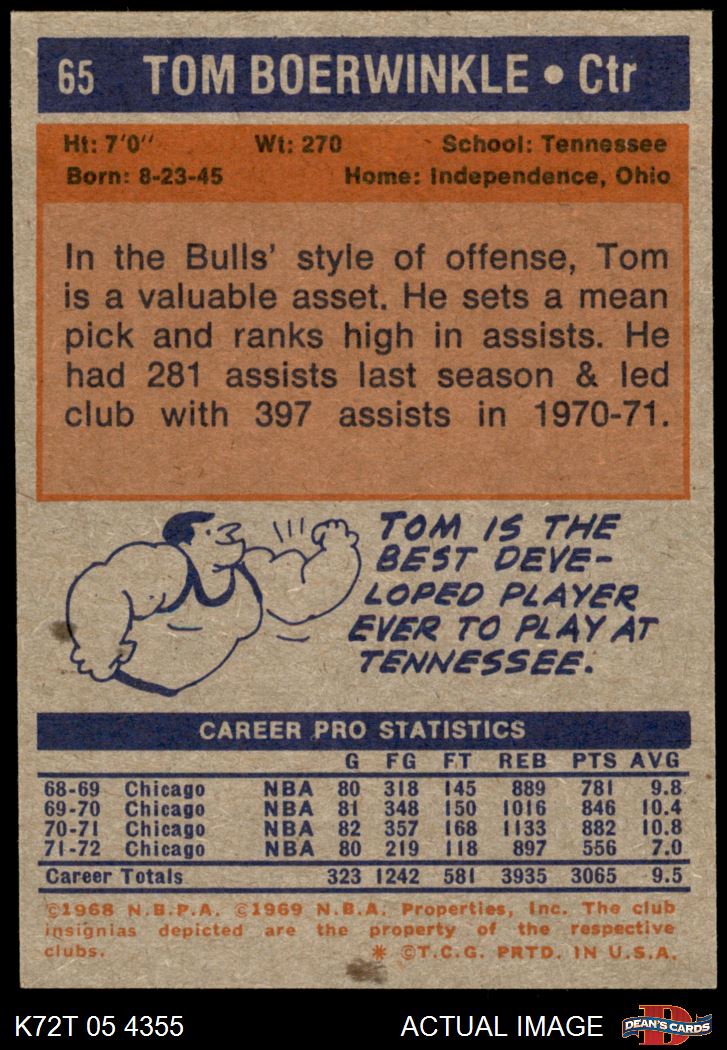 65 TOM BOERWINKLE • Ctr
Ht: 7'0" Wt: 270 School: Tennessee
Born: 8-23-45 Home: Independence, Ohio
In the Bulls' style of offense, Tom
is a valuable asset. He sets a mean
pick and ranks high in assists. He
had 281 assists last season & led
club with 397 assists in 1970-71.
TOM IS THE
BEST DEVE-
LOPED PLAYER
EVER TO PLAY AT
TENNESSEE.
CAREER PRO STATISTICS
G FG FT REB PTS AVG
68-69 Chicago NBA 80 318 145 889 781 9.8
69-70 Chicago NBA 81 348 150 1016 846 10.4
70-71 Chicago NBA 82 357 168 1133 882 10.8
71-72 Chicago NBA 80 219 118 897 556 7.0
Career Totals 323 1242 581 3935 3065 9.5
©1968 N.B.P.A. ©1969 N.B.A. Properties, Inc. The club
insignias depicted are the property of the respective
clubs. * ©T.C.G. PRTD. IN U.S.A.
K72T 05 4355 ACTUAL IMAGE D DEAN'S CARDS